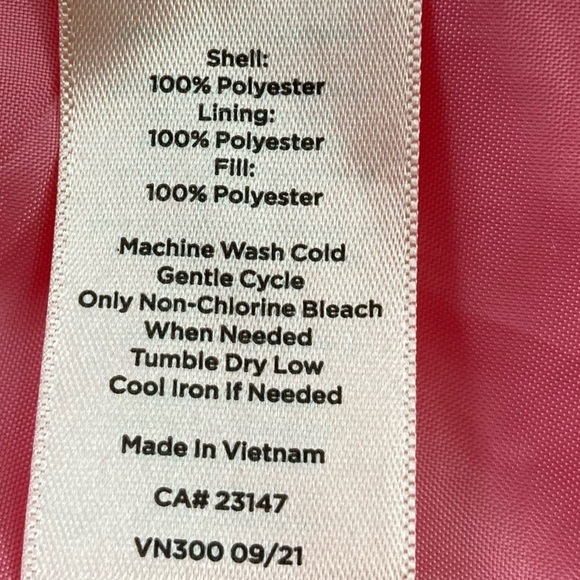 Shell:
100% Polyester
Lining:
100% Polyester
Fill:
100% Polyester
Machine Wash Cold
Gentle Cycle
Only Non-Chlorine Bleach
When Needed
Tumble Dry Low
Cool Iron If Needed
Made In Vietnam
CA# 23147
VN300 09/21